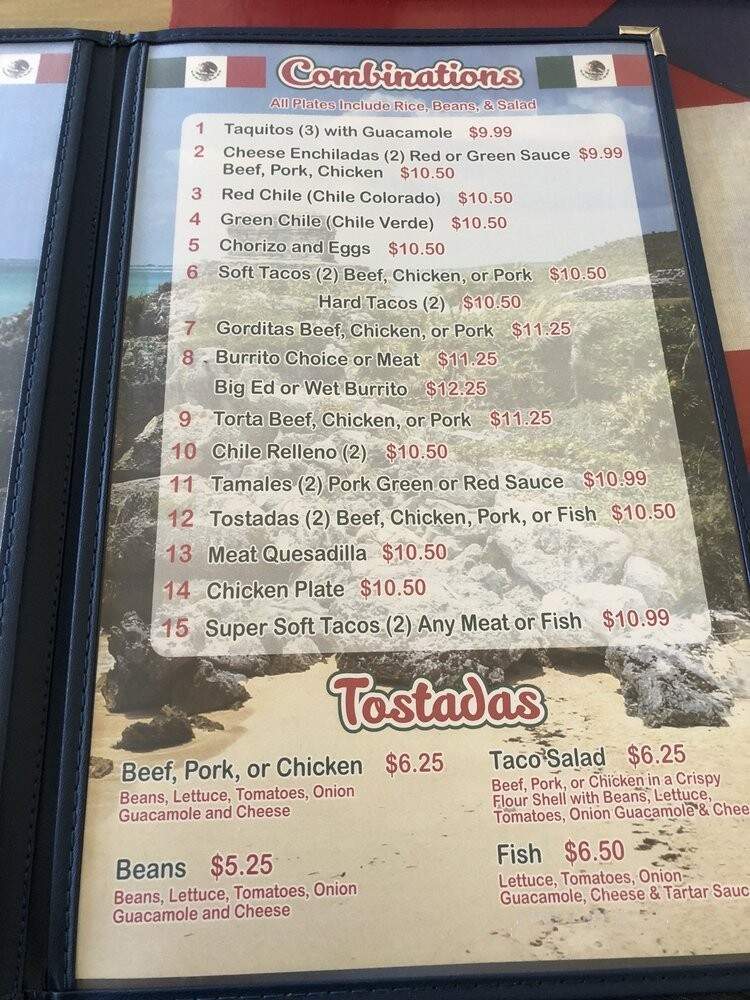 Combinations
All Plates Include Rice, Beans, & Salad
1 Taquitos (3) with Guacamole $9.99
2 Cheese Enchiladas (2) Red or Green Sauce $9.99
Beef, Pork, Chicken $10.50
3 Red Chile (Chile Colorado) $10.50
4 Green Chile (Chile Verde) $10.50
5 Chorizo and Eggs $10.50
6 Soft Tacos (2) Beef, Chicken, or Pork $10.50
Hard Tacos (2) $10.50
7 Gorditas Beef, Chicken, or Pork $11.25
8 . Burrito Choice or Meat $11.25
Big Ed or Wet Burrito $12.25
9 Torta Beef, Chicken, or Pork $11.25
10 Chile Relleno (2) $10.50
11 Tamales (2) Pork Green or Red Sauce $10.99
12 Tostadas (2) Beef, Chicken, Pork, or Fish $10.50
13 Meat Quesadilla $10.50
14 Chicken Plate $10.50
15 Super Soft Tacos (2) Any Meat or Fish $10.99
Tostadas
Beef, Pork, or Chicken $6.25
Beans, Lettuce, Tomatoes, Onion
Guacamole and Cheese
Beans $5.25
Beans, Lettuce, Tomatoes, Onion
Guacamole and Cheese
Taco Salad $6.25
Beef, Pork, or Chicken in a Crispy
Flour Shell with Beans, Lettuce,
Tomatoes, Onion Guacamole & Chee
Fish $6.50
Lettuce, Tomatoes, Onion
Guacamole, Cheese & Tartar Sauc